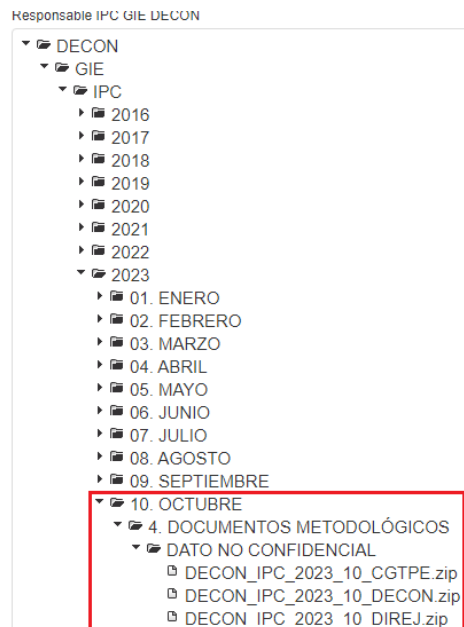 Responsable IPC GIE DECON
DECON
GIE
IPC
2016
2017
2018
2019
2020
2021
2022
2023
01. ENERO
02. FEBRERO
03. MARZO
04. ABRIL
05. MAYO
06. JUNIO
07. JULIO
08. AGOSTO
09. SEPTIEMBRE
10. OCTUBRE
4. DOCUMENTOS METODOLÓGICOS
DATO NO CONFIDENCIAL
DECON_IPC_2023_10_CGTPE.zip
DECON_IPC_2023_10_DECON.zip
DECON_IPC_2023_10_DIREJ.zip